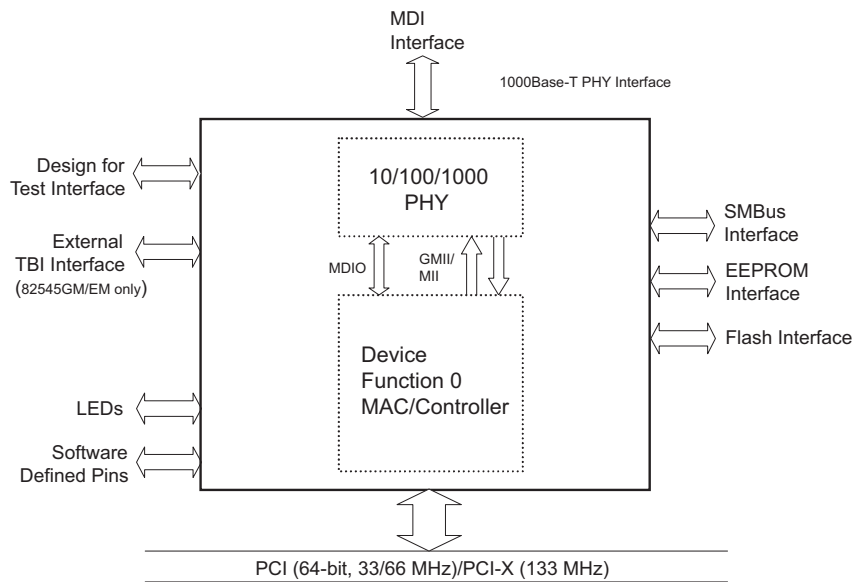 MDI
Interface
1000Base-T PHY Interface
Design for
Test Interface
10/100/1000
PHY
SMBus
Interface
External
TBI Interface
(82545GM/EM only)
MDIO
GMII/
MII
EEPROM
Interface
Flash Interface
Device
Function 0
MAC/Controller
LEDs
Software
Defined Pins
PCI (64-bit, 33/66 MHz)/PCI-X (133 MHz)